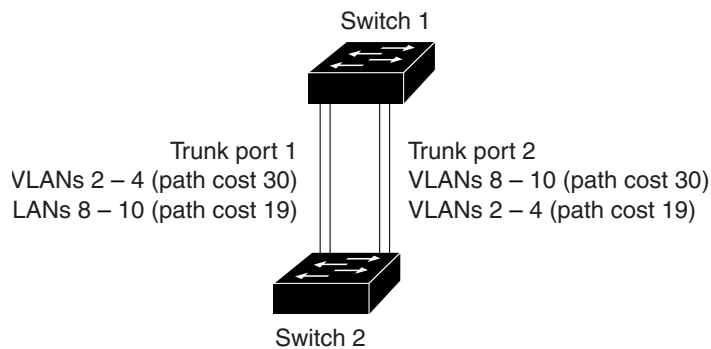 Switch 1
Trunk port 1
VLANs 2 – 4 (path cost 30)
LANs 8 – 10 (path cost 19)
Trunk port 2
VLANs 8 – 10 (path cost 30)
VLANs 2 – 4 (path cost 19)
Switch 2